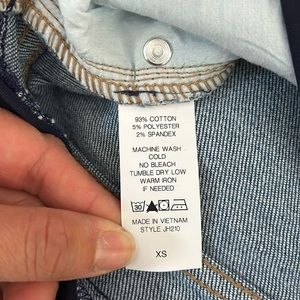 93% COTTON
5% POLYESTER
2% SPANDEX
MACHINE WASH
COLD
NO BLEACH
TUMBLE DRY LOW
WARM IRON
IF NEEDED
30
MADE IN VIETNAM
STYLE JH210
XS